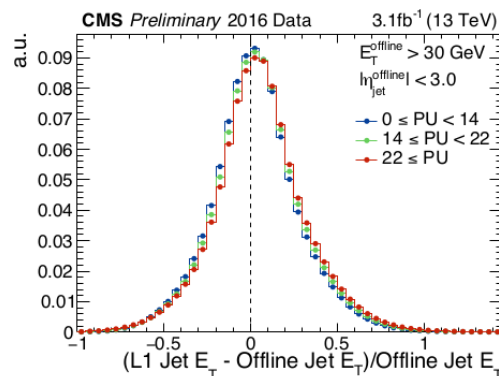 CMS Preliminary 2016 Data 3.1fb⁻¹ (13 TeV)
a.u.
E_T^offline > 30 GeV
|η_jet^offline| < 3.0
0 ≤ PU < 14
14 ≤ PU < 22
22 ≤ PU
0.09
0.08
0.07
0.06
0.05
0.04
0.03
0.02
0.01
0
−1 −0.5 0 0.5 1
(L1 Jet E_T - Offline Jet E_T)/Offline Jet E_T